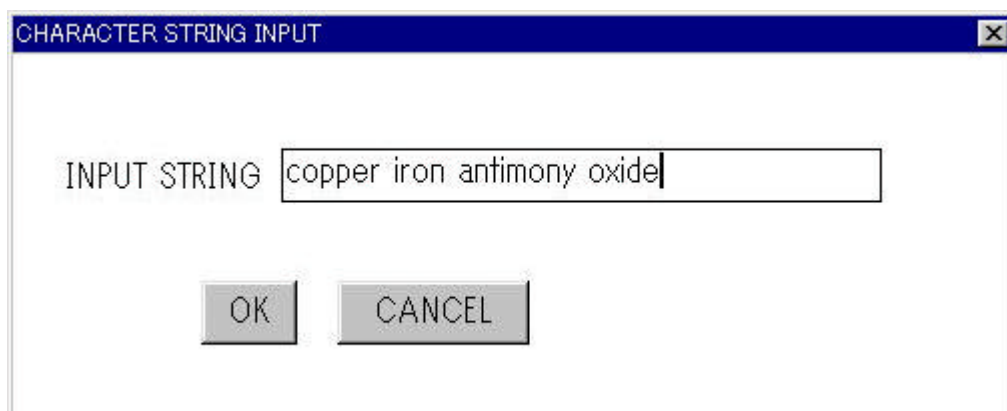 CHARACTER STRING INPUT
INPUT STRING copper iron antimony oxide
OK CANCEL